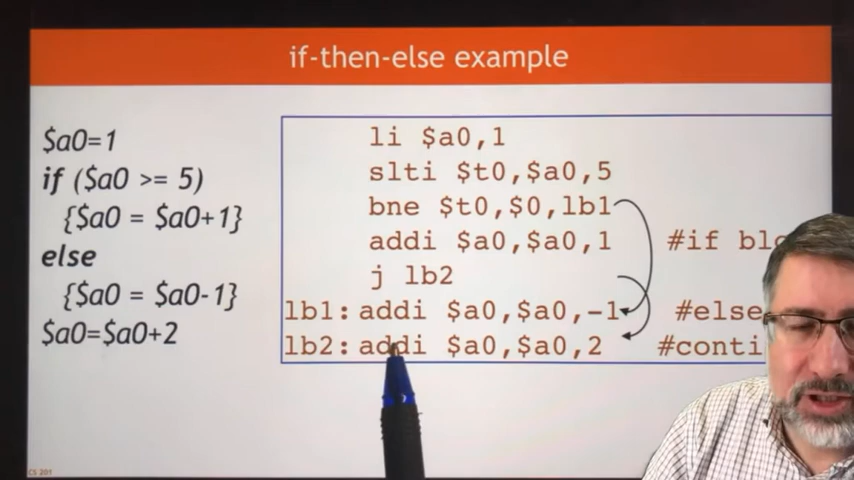 if-then-else example
$a0=1
if ($a0 >= 5)
{$a0 = $a0+1}
else
{$a0 = $a0-1}
$a0=$a0+2
li $a0,1
slti $t0,$a0,5
bne $t0,$0,lb1
addi $a0,$a0,1 #if
j lb2
lb1: addi $a0,$a0,-1 #else
lb2: addi $a0,$a0,2
CS 201